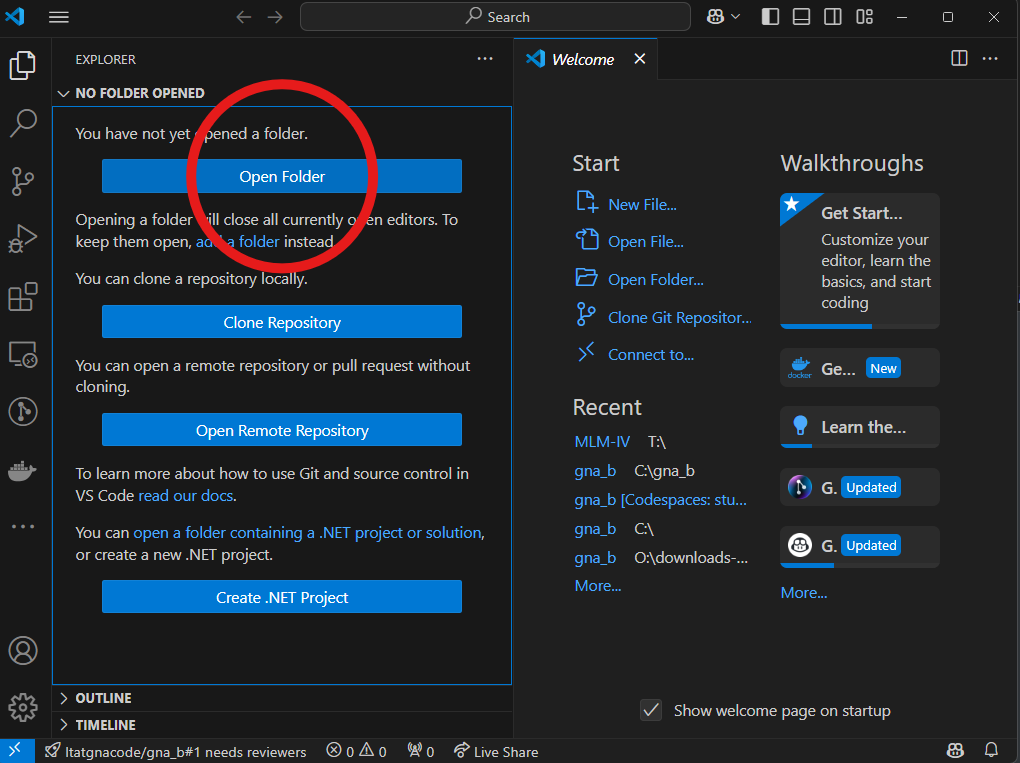 Search
EXPLORER
NO FOLDER OPENED
You have not yet opened a folder.
Open Folder
Opening a folder will close all currently open editors. To
keep them open, add a folder instead.
You can clone a repository locally.
Clone Repository
You can open a remote repository or pull request without
cloning.
Open Remote Repository
To learn more about how to use Git and source control in
VS Code read our docs.
You can open a folder containing a .NET project or solution,
or create a new .NET project.
Create .NET Project
OUTLINE
TIMELINE
Welcome
Start
New File...
Open File...
Open Folder...
Clone Git Repositor...
Connect to...
Recent
MLM-IV T:\
gna_b C:\gna_b
gna_b [Codespaces: stu...
gna_b C:\
gna_b O:\downloads-...
More...
Walkthroughs
Get Start...
Customize your
editor, learn the
basics, and start
coding
docker
Ge... New
Learn the...
G. Updated
G. Updated
More...
Show welcome page on startup
ltatgnacode/gna_b#1 needs reviewers 0 0 0 Live Share